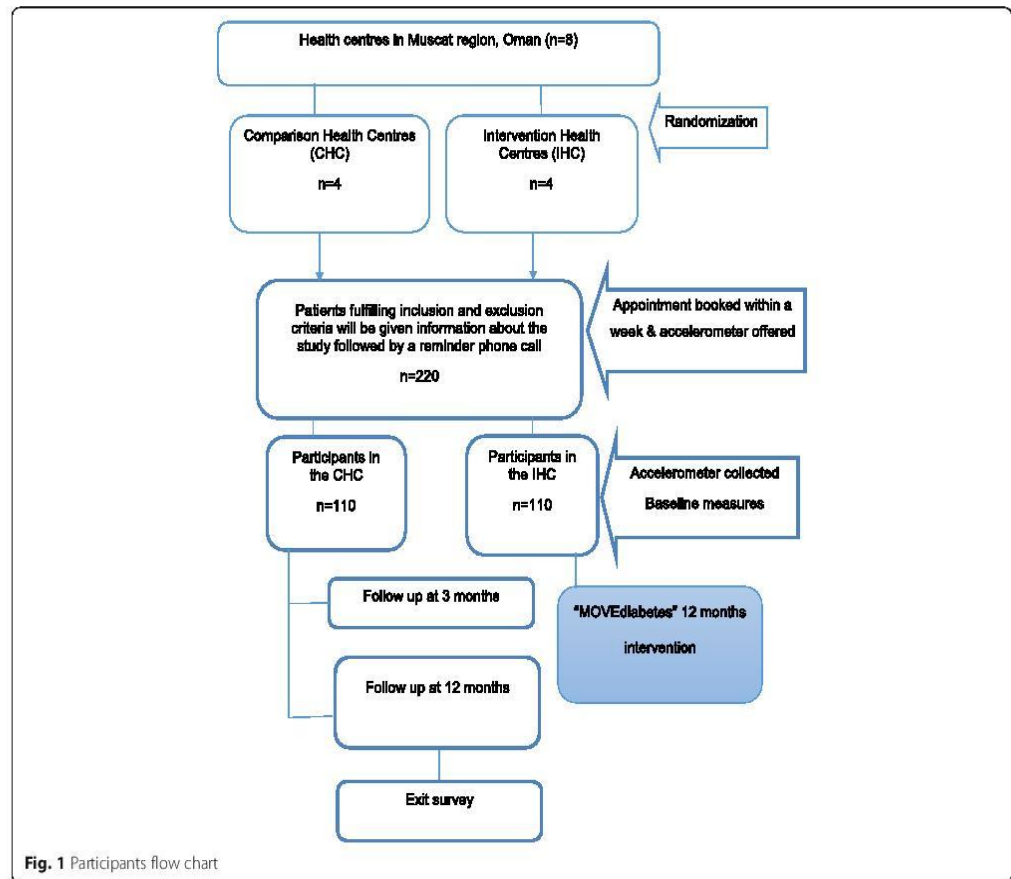 Health centres in Muscat region, Oman (n=8)
Comparison Health Centres
(CHC)
n=4
Intervention Health
Centres (IHC)
n=4
Randomization
Patients fulfilling inclusion and exclusion
criteria will be given information about the
study followed by a reminder phone call
n=220
Appointment booked within a
week & accelerometer offered
Participants in
the CHC
n=110
Participants in
the IHC
n=110
Accelerometer collected
Baseline measures
Follow up at 3 months
"MOVEdiabetes" 12 months
intervention
Follow up at 12 months
Exit survey
Fig. 1 Participants flow chart